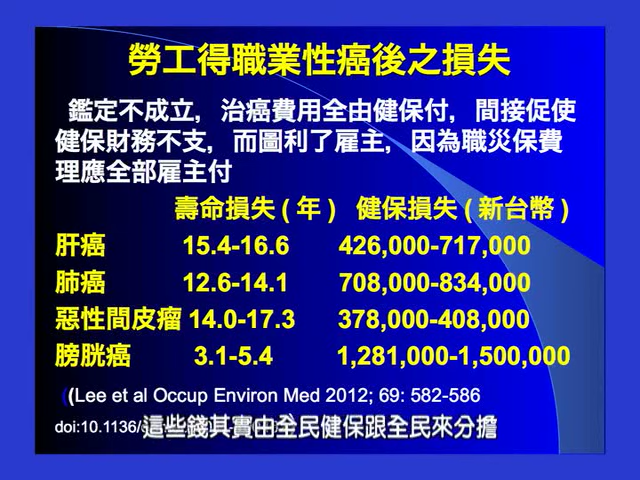 勞工得職業性癌後之損失
鑑定不成立，治癌費用全由健保付，間接促使
健保財務不支，而圖利了雇主，因為職災保費
理應全部雇主付
壽命損失 ( 年 ) 健保損失 ( 新台幣 )
肝癌 15.4-16.6 426,000-717,000
肺癌 12.6-14.1 708,000-834,000
惡性間皮瘤 14.0-17.3 378,000-408,000
膀胱癌 3.1-5.4 1,281,000-1,500,000
((Lee et al Occup Environ Med 2012; 69: 582-586
doi:10.1136/
這些錢其實由全民健保跟全民來分擔